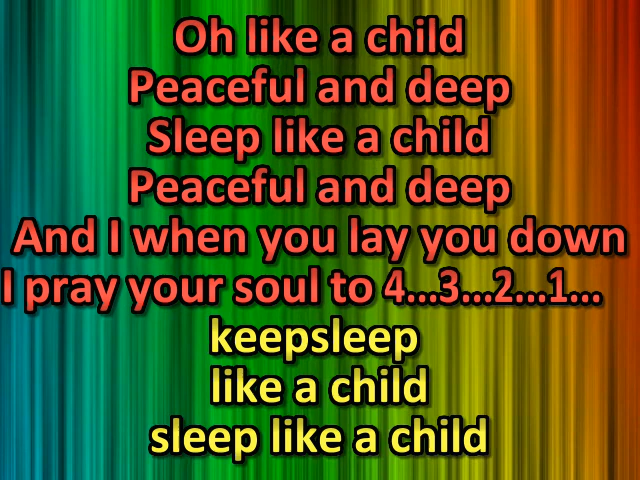 Oh like a child
Peaceful and deep
Sleep like a child
Peaceful and deep
And I when you lay you down
I pray your soul to 4...3...2...1...
keepsleep
like a child
sleep like a child